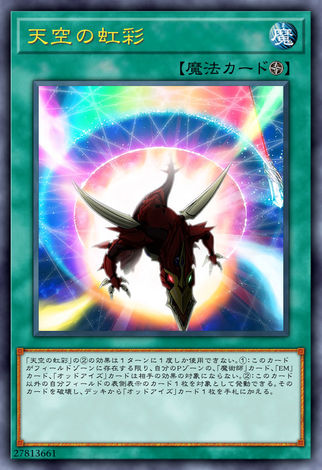 天空の虹彩
魔
【魔法カード】
「天空の虹彩」の②の効果は１ターンに１度しか使用できない。①:このカード
がフィールドゾーンに存在する限り、自分のPゾーンの、「魔術師」カード、「EM」
カード、「オッドアイズ」カードは相手の効果の対象にならない。②:このカード
以外の自分フィールドの表側表示のカード１枚を対象として発動できる。その
カードを破壊し、デッキから「オッドアイズ」カード１枚を手札に加える。
27813661